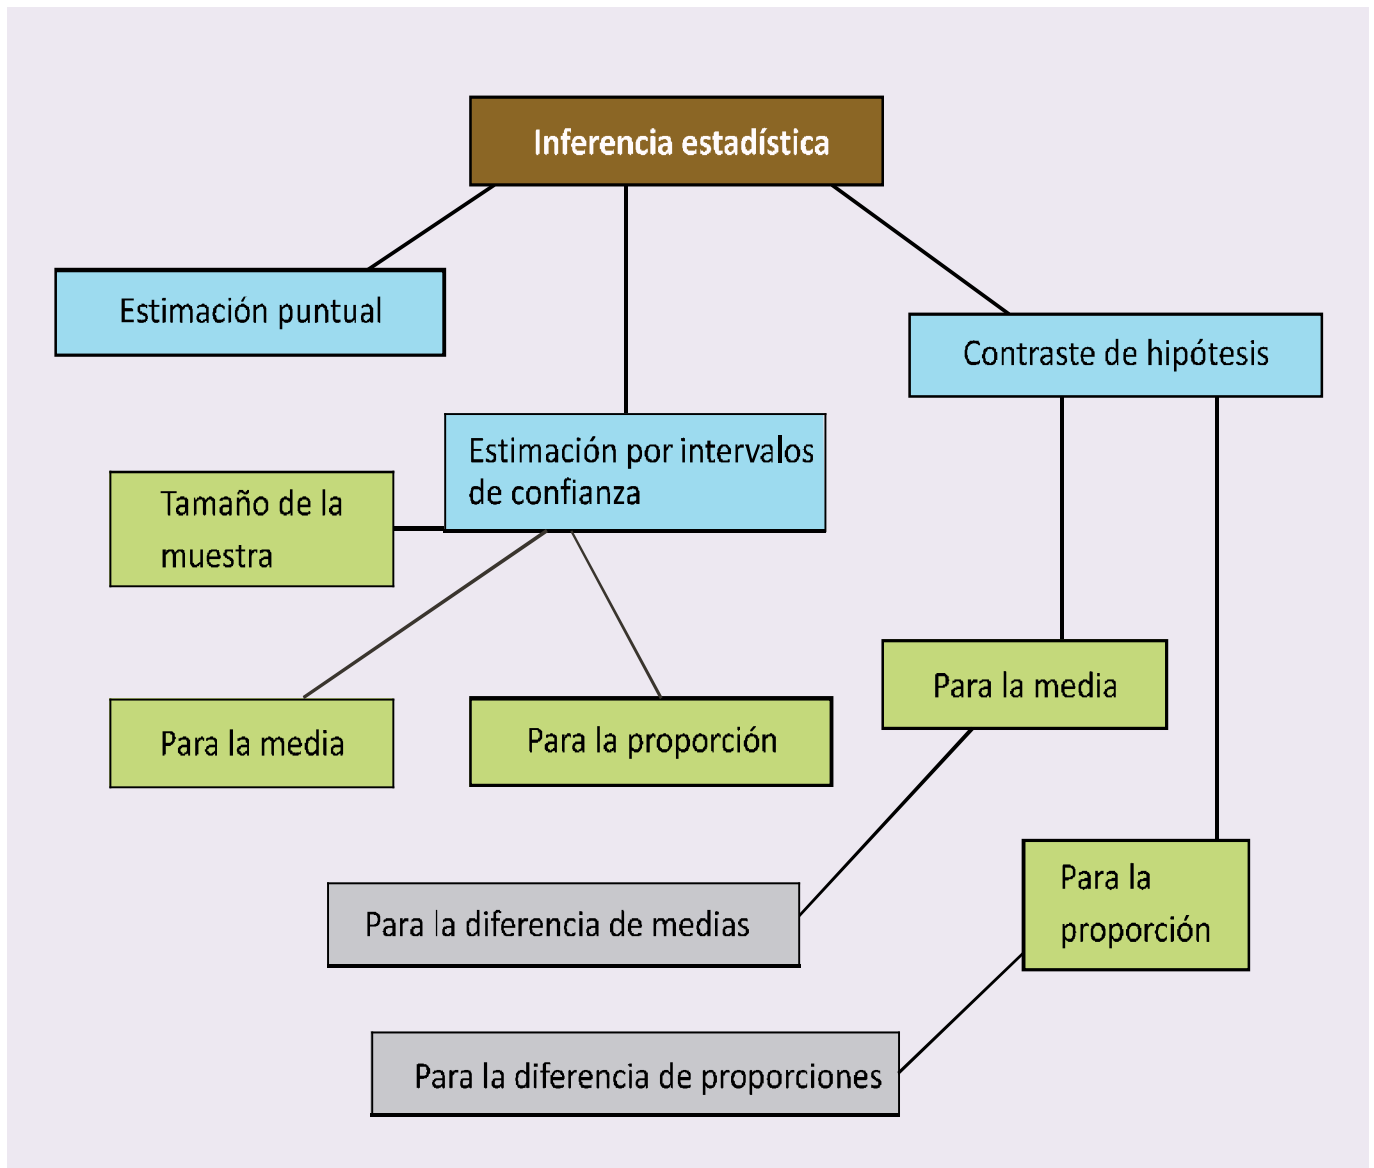 Inferencia estadística
Estimación puntual
Contraste de hipótesis
Estimación por intervalos
de confianza
Tamaño de la
muestra
Para la media
Para la proporción
Para la media
Para la
proporción
Para la diferencia de medias
Para la diferencia de proporciones